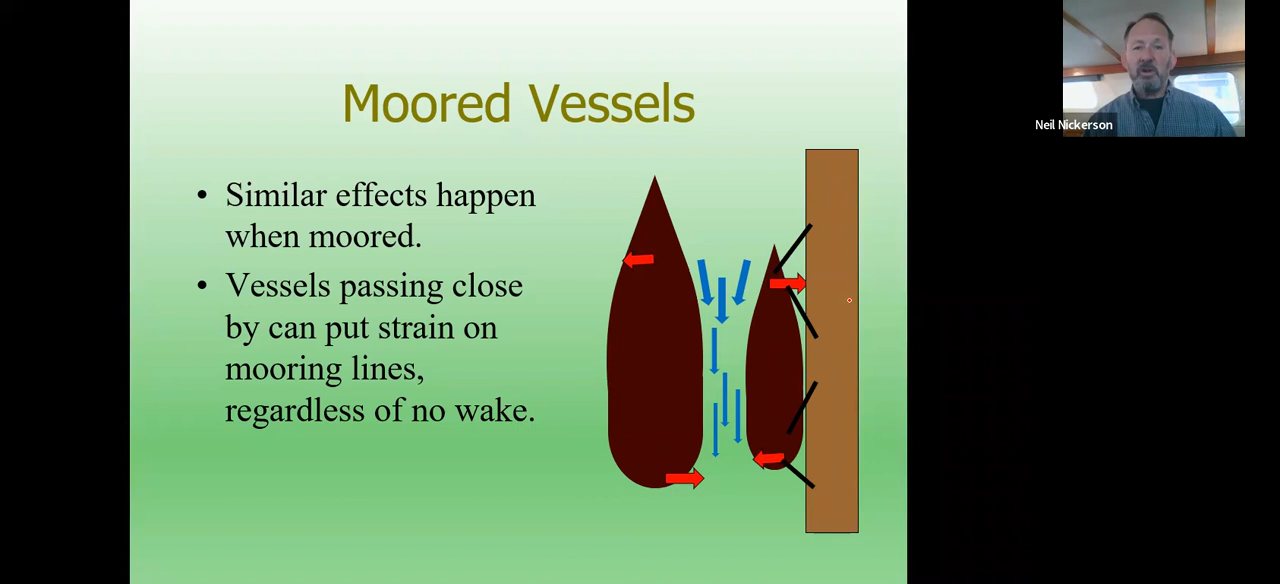 Moored Vessels
• Similar effects happen
when moored.
• Vessels passing close
by can put strain on
mooring lines,
regardless of no wake.
Neil Nickerson